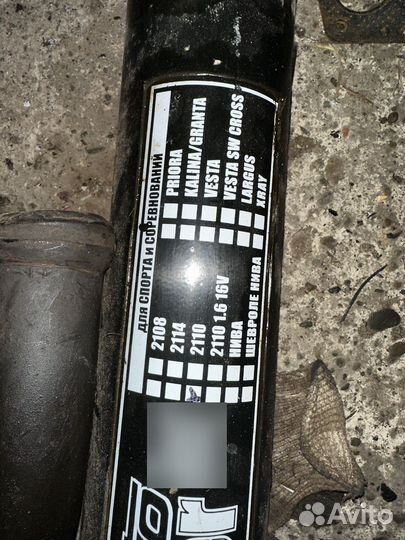 ДЛЯ СПОРТА И СОРЕВНОВАНИЙ
2108
2114
2110
2110 1.6 16V
НИВА
ШЕВРОЛЕ НИВА
PRIORA
KALINA/GRANTA
VESTA
VESTA SW CROSS
LARGUS
XRAY
Avito